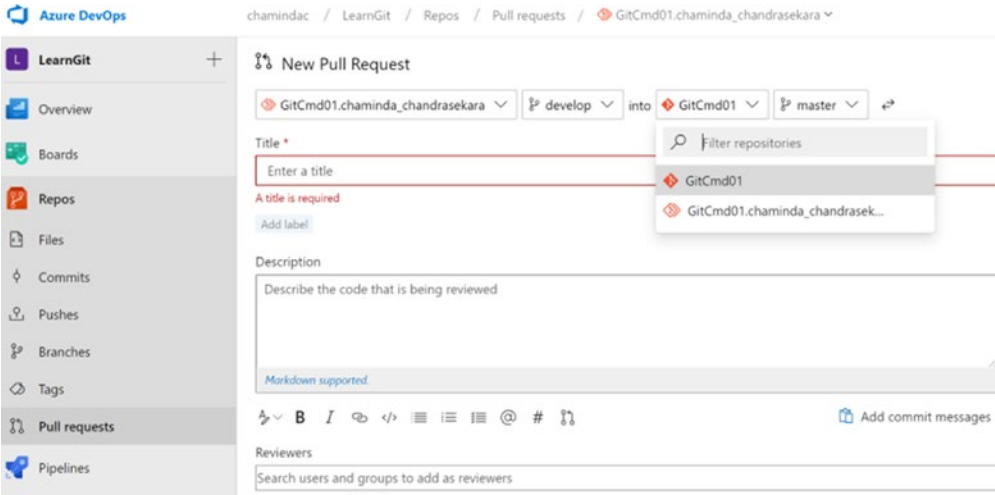 Azure DevOps
chamindac / LearnGit / Repos / Pull requests / GitCmd01.chaminda_chandrasekara
L LearnGit
New Pull Request
GitCmd01.chaminda_chandrasekara develop into GitCmd01 master
Overview
Boards
Repos
Files
Commits
Pushes
Branches
Tags
Pull requests
Pipelines
Title *
Enter a title
A title is required
Add label
Filter repositories
GitCmd01
GitCmd01.chaminda_chandrasek...
Description
Describe the code that is being reviewed
Markdown supported.
B I @ #
Add commit messages
Reviewers
Search users and groups to add as reviewers